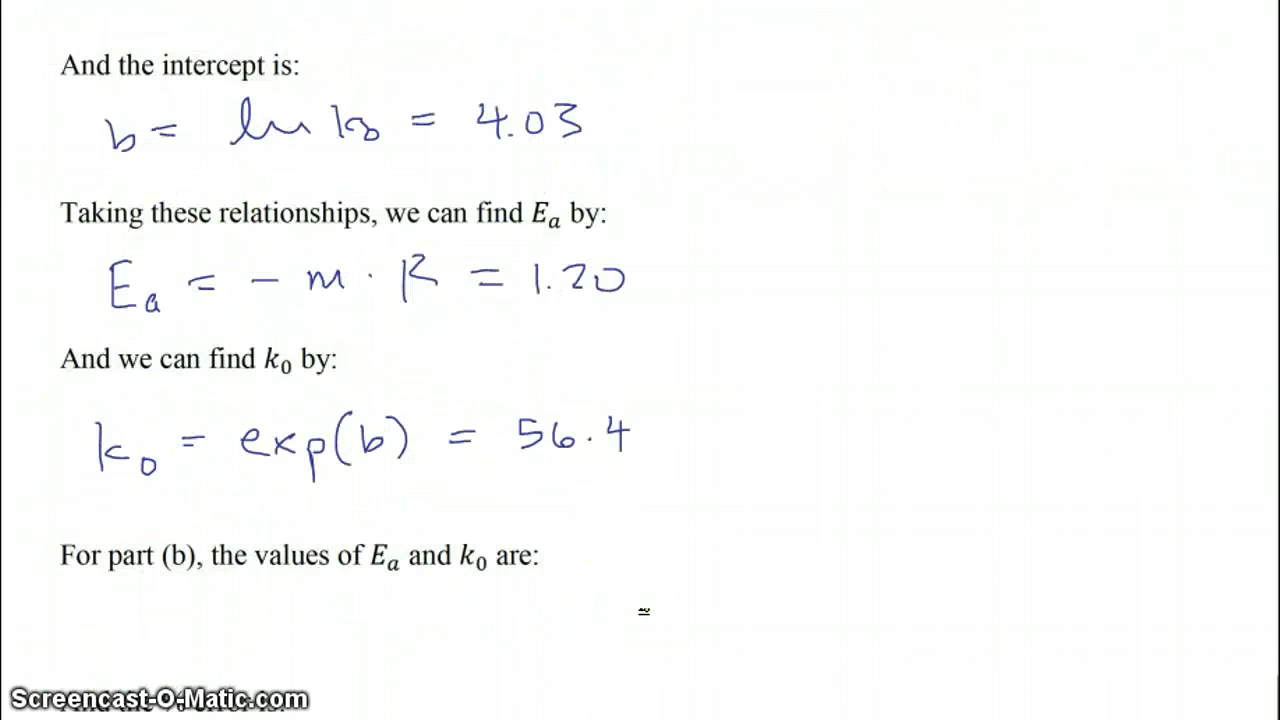 And the intercept is:
b = ln k₀ = 4.03
Taking these relationships, we can find Eₐ by:
Eₐ = - m · R = 1.20
And we can find k₀ by:
k₀ = exp(b) = 56.4
For part (b), the values of Eₐ and k₀ are:
Screencast-O-Matic.com